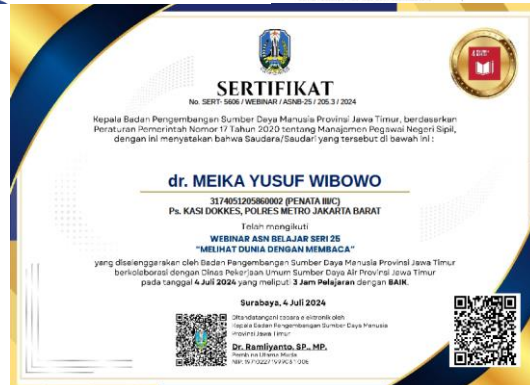 SERTIFIKAT
No. SERT- 5606 / WEBINAR / ASNB-25 / 205.3 / 2024
Kepala Badan Pengembangan Sumber Daya Manusia Provinsi Jawa Timur, berdasarkan
Peraturan Pemerintah Nomor 17 Tahun 2020 tentang Manajemen Pegawai Negeri Sipil,
dengan ini menyatakan bahwa Saudara/Saudari yang tersebut di bawah ini :
dr. MEIKA YUSUF WIBOWO
3174051205860002 (PENATA III/C)
Ps. KASI DOKKES, POLRES METRO JAKARTA BARAT
Telah mengikuti
WEBINAR ASN BELAJAR SERI 25
"MELIHAT DUNIA DENGAN MEMBACA"
yang diselenggarakan oleh Badan Pengembangan Sumber Daya Manusia Provinsi Jawa Timur
berkolaborasi dengan Dinas Pekerjaan Umum Sumber Daya Air Provinsi Jawa Timur
pada tanggal 4 Juli 2024 yang meliputi 3 Jam Pelajaran dengan BAIK.
Surabaya, 4 Juli 2024
Ditandatangani secara elektronik oleh
Kepala Badan Pengembangan Sumber Daya Manusia
Provinsi Jawa Timur
Dr. Ramliyanto, SP., MP.
Pembina Utama Muda
NIP.